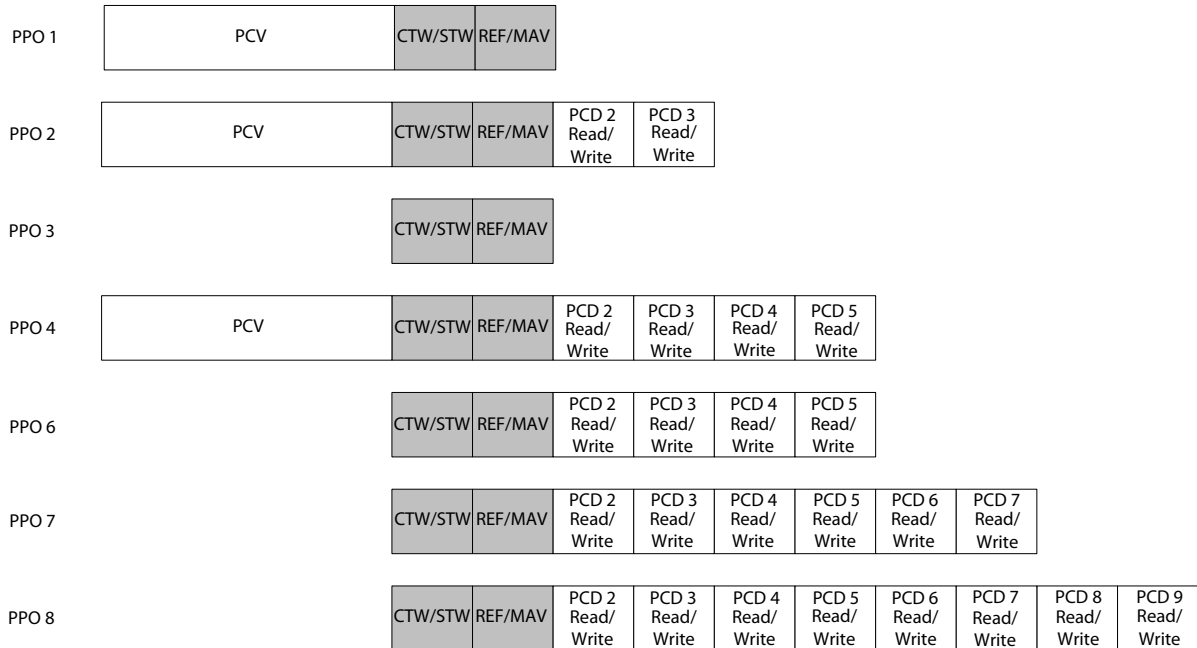 PPO 1 PCV CTW/STW REF/MAV
PPO 2 PCV CTW/STW REF/MAV PCD 2 Read/ Write PCD 3 Read/ Write
PPO 3 CTW/STW REF/MAV
PPO 4 PCV CTW/STW REF/MAV PCD 2 Read/ Write PCD 3 Read/ Write PCD 4 Read/ Write PCD 5 Read/ Write
PPO 6 CTW/STW REF/MAV PCD 2 Read/ Write PCD 3 Read/ Write PCD 4 Read/ Write PCD 5 Read/ Write
PPO 7 CTW/STW REF/MAV PCD 2 Read/ Write PCD 3 Read/ Write PCD 4 Read/ Write PCD 5 Read/ Write PCD 6 Read/ Write PCD 7 Read/ Write
PPO 8 CTW/STW REF/MAV PCD 2 Read/ Write PCD 3 Read/ Write PCD 4 Read/ Write PCD 5 Read/ Write PCD 6 Read/ Write PCD 7 Read/ Write PCD 8 Read/ Write PCD 9 Read/ Write